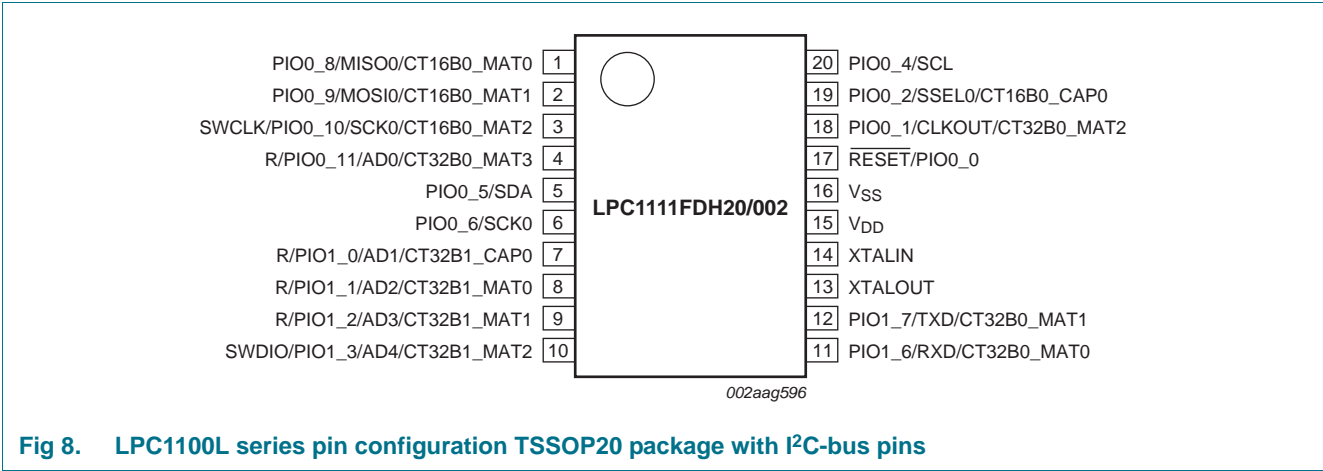 PIO0_8/MISO0/CT16B0_MAT0 1
PIO0_9/MOSI0/CT16B0_MAT1 2
SWCLK/PIO0_10/SCK0/CT16B0_MAT2 3
R/PIO0_11/AD0/CT32B0_MAT3 4
PIO0_5/SDA 5
PIO0_6/SCK0 6
R/PIO1_0/AD1/CT32B1_CAP0 7
R/PIO1_1/AD2/CT32B1_MAT0 8
R/PIO1_2/AD3/CT32B1_MAT1 9
SWDIO/PIO1_3/AD4/CT32B1_MAT2 10
LPC1111FDH20/002
20 PIO0_4/SCL
19 PIO0_2/SSEL0/CT16B0_CAP0
18 PIO0_1/CLKOUT/CT32B0_MAT2
17 RESET/PIO0_0
16 VSS
15 VDD
14 XTALIN
13 XTALOUT
12 PIO1_7/TXD/CT32B0_MAT1
11 PIO1_6/RXD/CT32B0_MAT0
002aag596
Fig 8. LPC1100L series pin configuration TSSOP20 package with I2C-bus pins